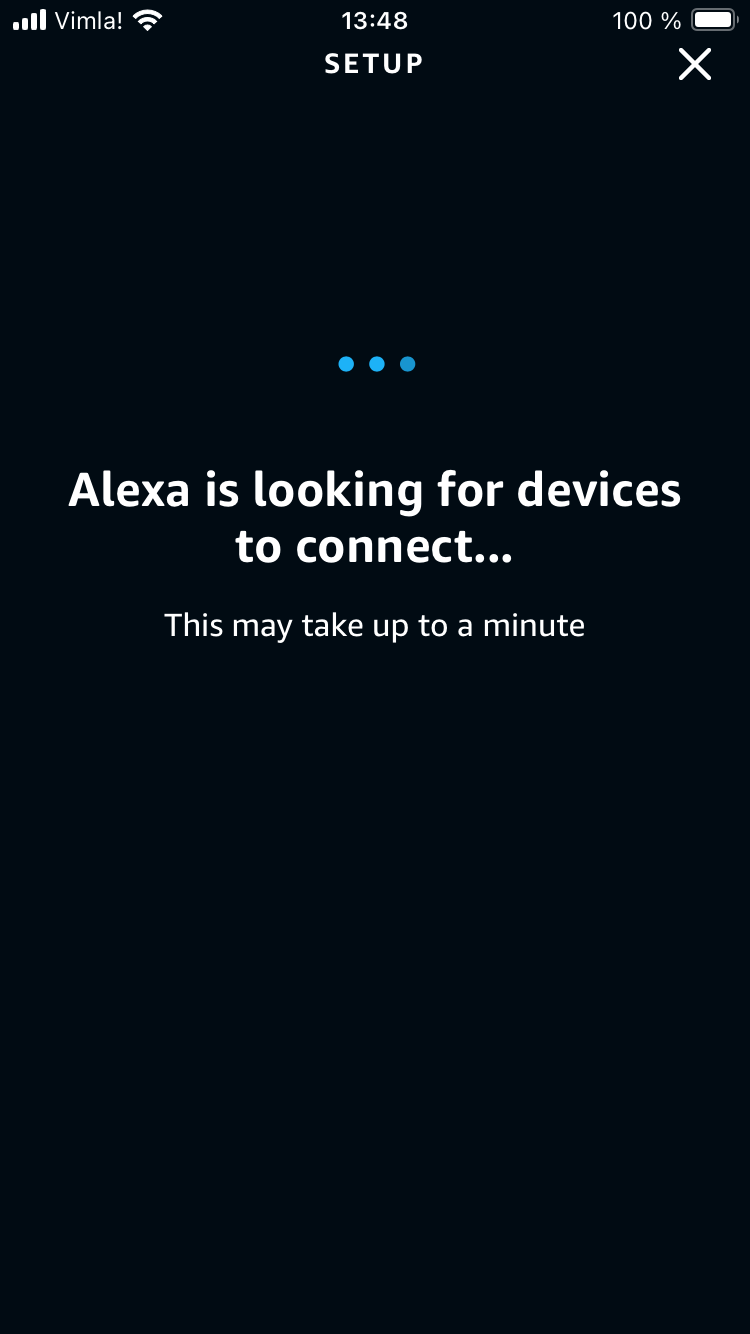 Vimla! 13:48 100 %
SETUP
Alexa is looking for devices
to connect...
This may take up to a minute